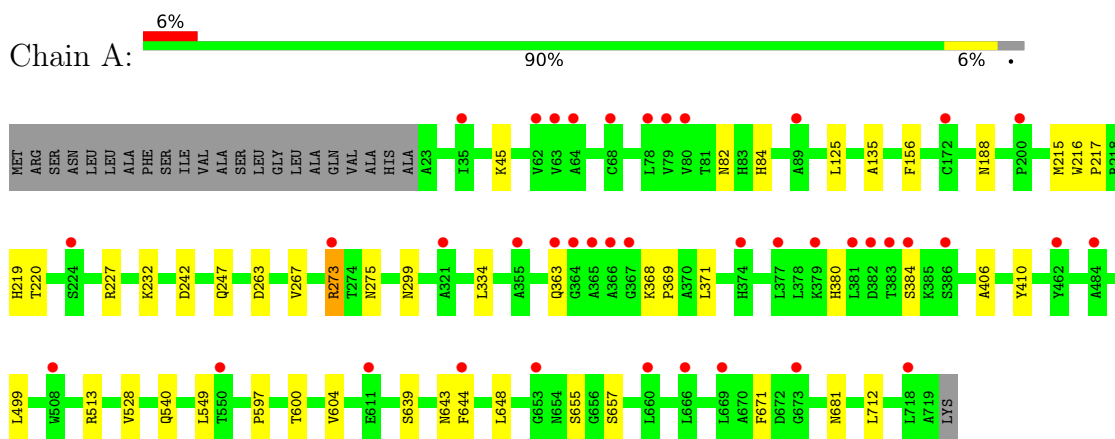 6%
Chain A:
90% 6% •
MET ARG SER ASN LEU LEU ALA PHE SER ILE VAL ALA SER LEU GLY LEU ALA GLN VAL ALA HIS ALA A23 I35 K45 V62 V63 A64 C68 L78 V79 V80 T81 N82 H83 H84 A89 L125 A135 F156 C172 N188 P200 M215 W216 P217 R218
H219 T220 S224 R227 K232 D242 Q247 D263 V267 R273 T274 N275 N299 A321 L334 A355 Q363 G364 A365 A366 G367 K368 P369 A370 L371 H374 L377 L378 K379 H380 L381 D382 T383 S384 K385 S386 A406 Y410 Y462 A484
L499 W508 R513 V528 Q540 L549 T550 P597 T600 V604 E611 S639 N643 F644 L648 G653 N654 S655 G656 S657 L660 L666 L669 A670 F671 D672 G673 N681 L712 L718 A719 LYS